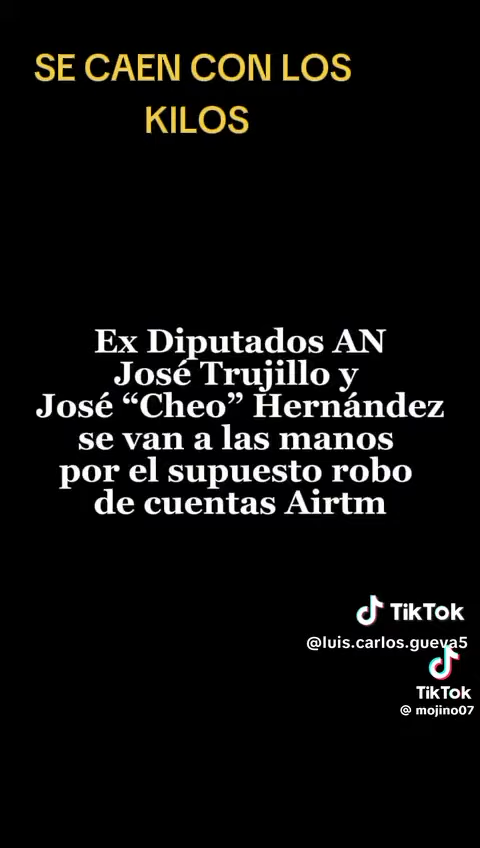 SE CAEN CON LOS
KILOS
Ex Diputados AN
José Trujillo y
José “Cheo” Hernández
se van a las manos
por el supuesto robo
de cuentas Airtm
TikTok
@luis.carlos.gueva5
TikTok
@ mojino07